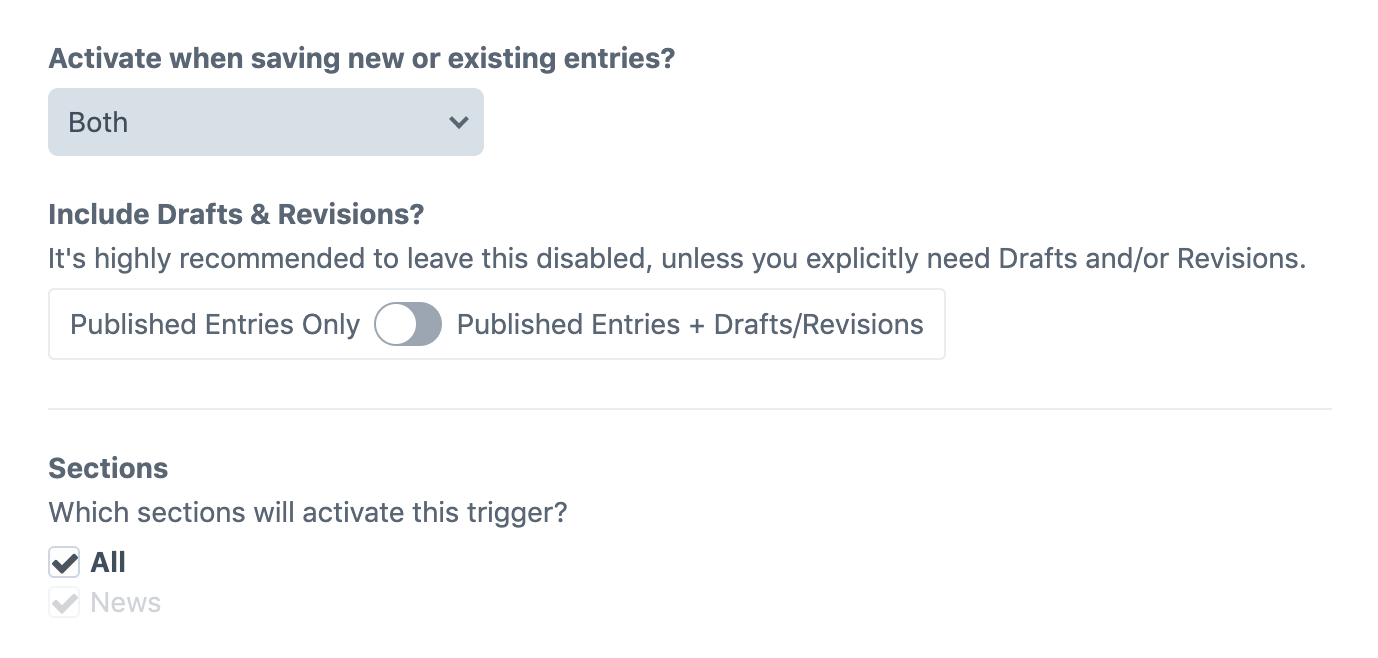 Activate when saving new or existing entries?
Both
Include Drafts & Revisions?
It's highly recommended to leave this disabled, unless you explicitly need Drafts and/or Revisions.
Published Entries Only Published Entries + Drafts/Revisions
Sections
Which sections will activate this trigger?
All
News